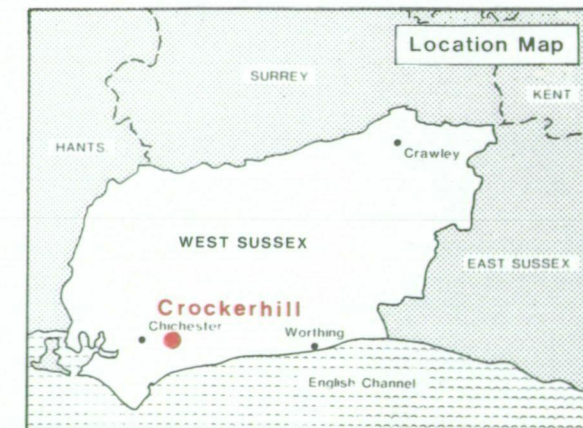 Location Map
SURREY
KENT
HANTS.
Crawley
WEST SUSSEX
EAST SUSSEX
Crockerhill
Chichester
Worthing
English Channel